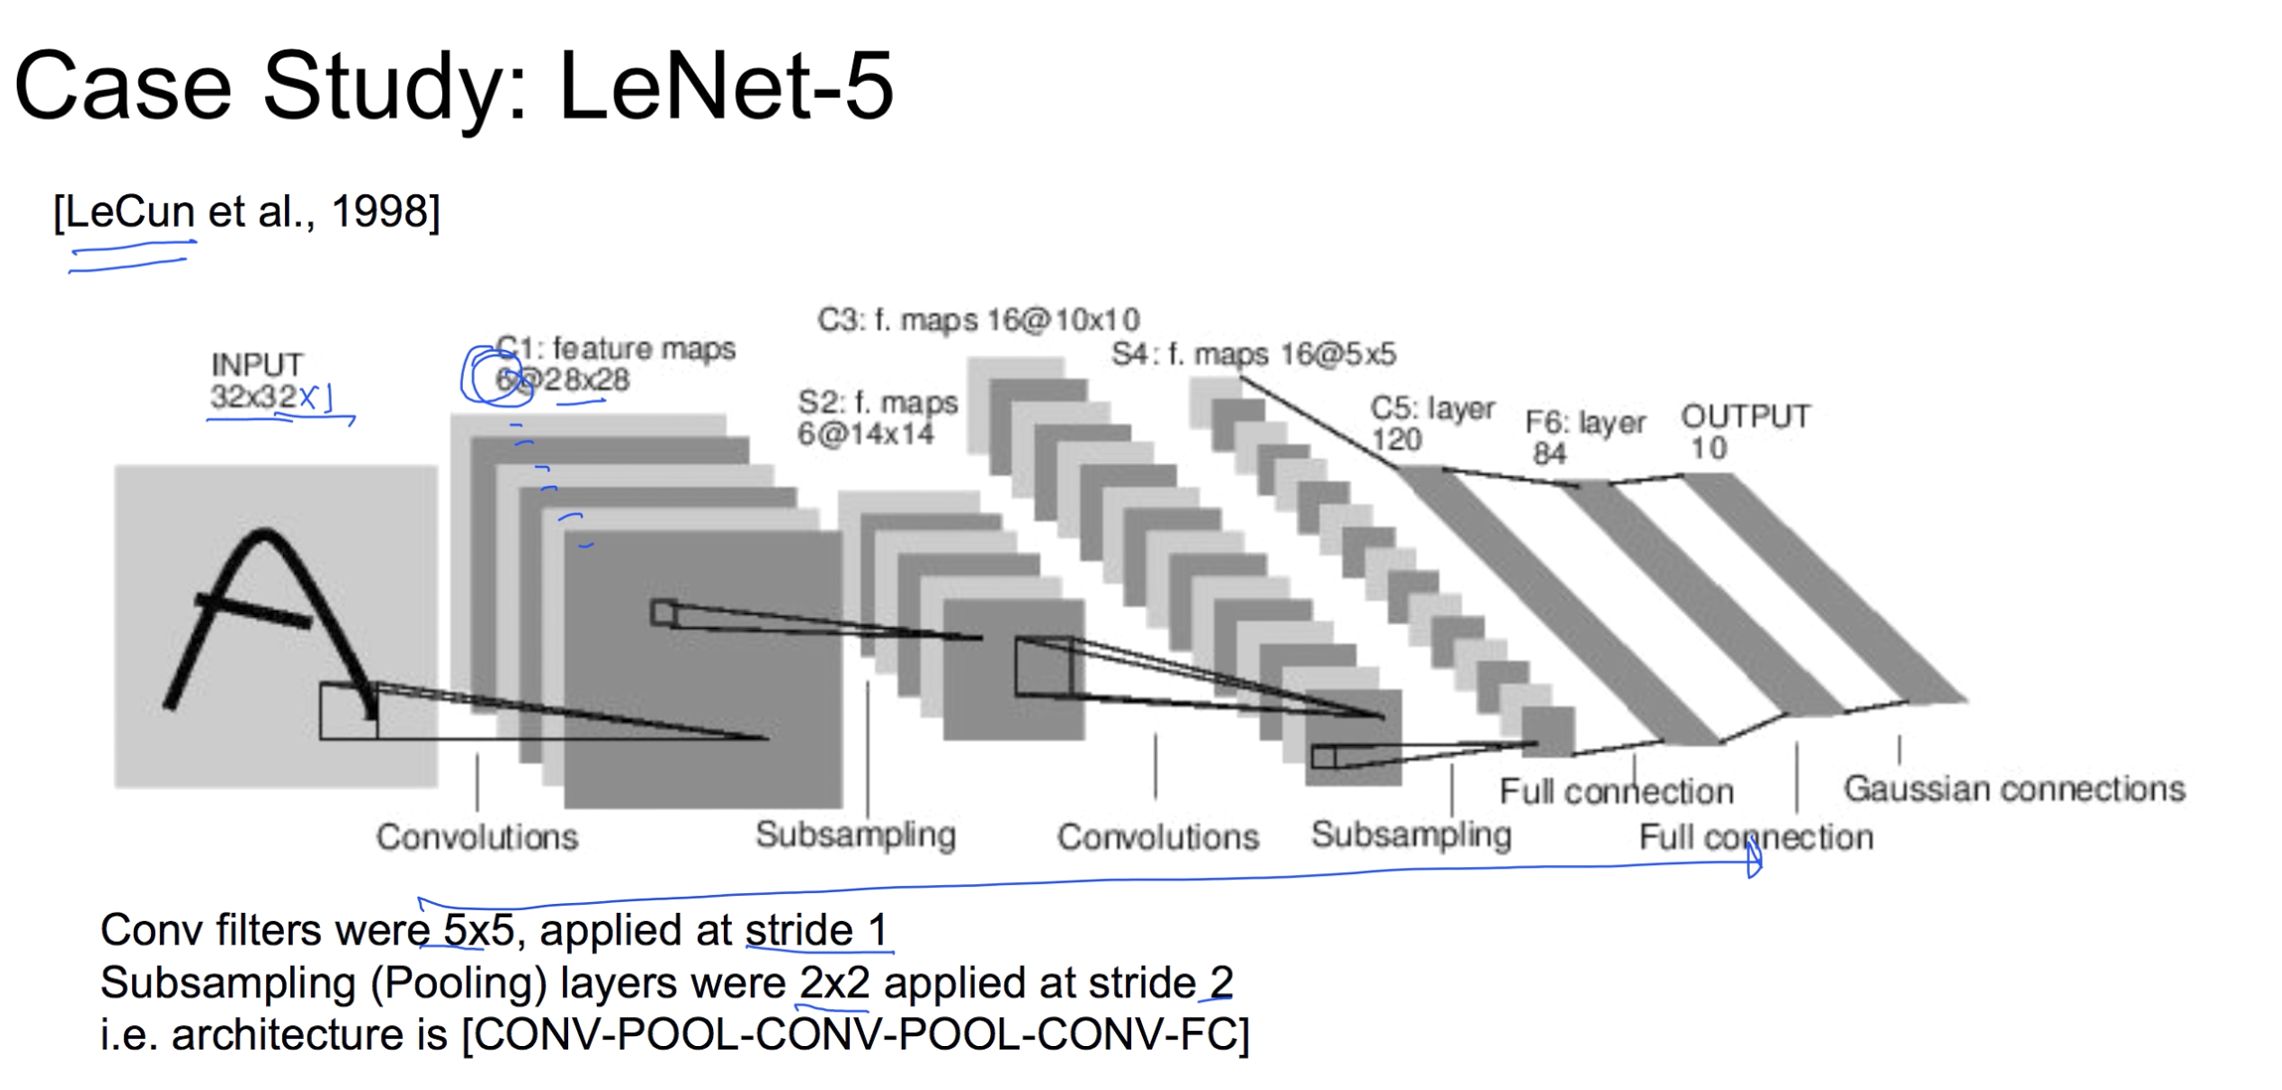 Case Study: LeNet-5
[LeCun et al., 1998]
INPUT
32x32x1
C1: feature maps
6@28x28
S2: f. maps
6@14x14
C3: f. maps 16@10x10
S4: f. maps 16@5x5
C5: layer
120
F6: layer
84
OUTPUT
10
Convolutions
Subsampling
Convolutions
Subsampling
Full connection
Full connection
Gaussian connections
Conv filters were 5x5, applied at stride 1
Subsampling (Pooling) layers were 2x2 applied at stride 2
i.e. architecture is [CONV-POOL-CONV-POOL-CONV-FC]